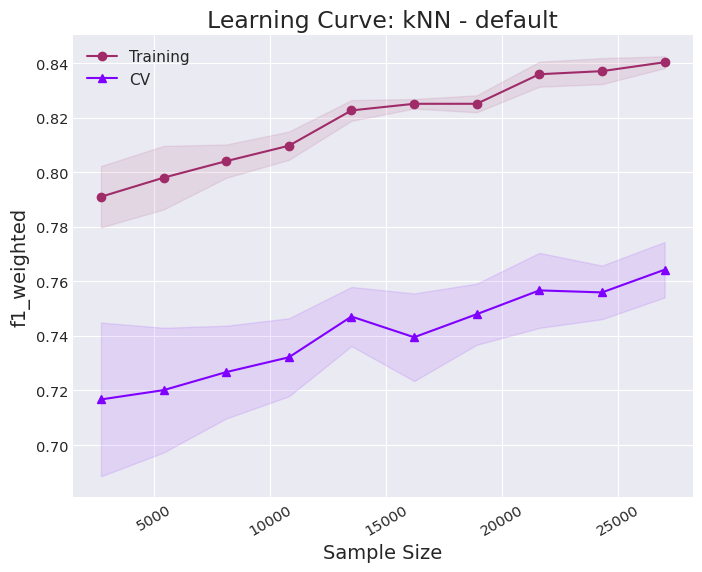 Learning Curve: kNN - default
Training
CV
0.84
0.82
0.80
0.78
0.76
0.74
0.72
0.70
f1_weighted
5000
10000
15000
20000
25000
Sample Size